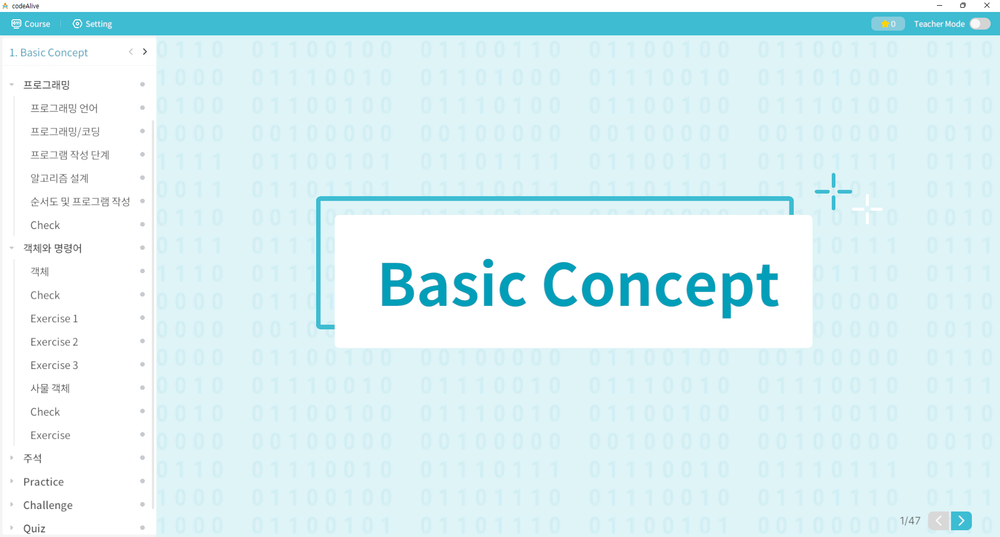 codeAlive
Course
Setting
0
Teacher Mode
1. Basic Concept
프로그래밍
프로그래밍 언어
프로그래밍/코딩
프로그램 작성 단계
알고리즘 설계
순서도 및 프로그램 작성
Check
객체와 명령어
객체
Check
Exercise 1
Exercise 2
Exercise 3
사물 객체
Check
Exercise
주석
Practice
Challenge
Quiz
Basic Concept
1/47